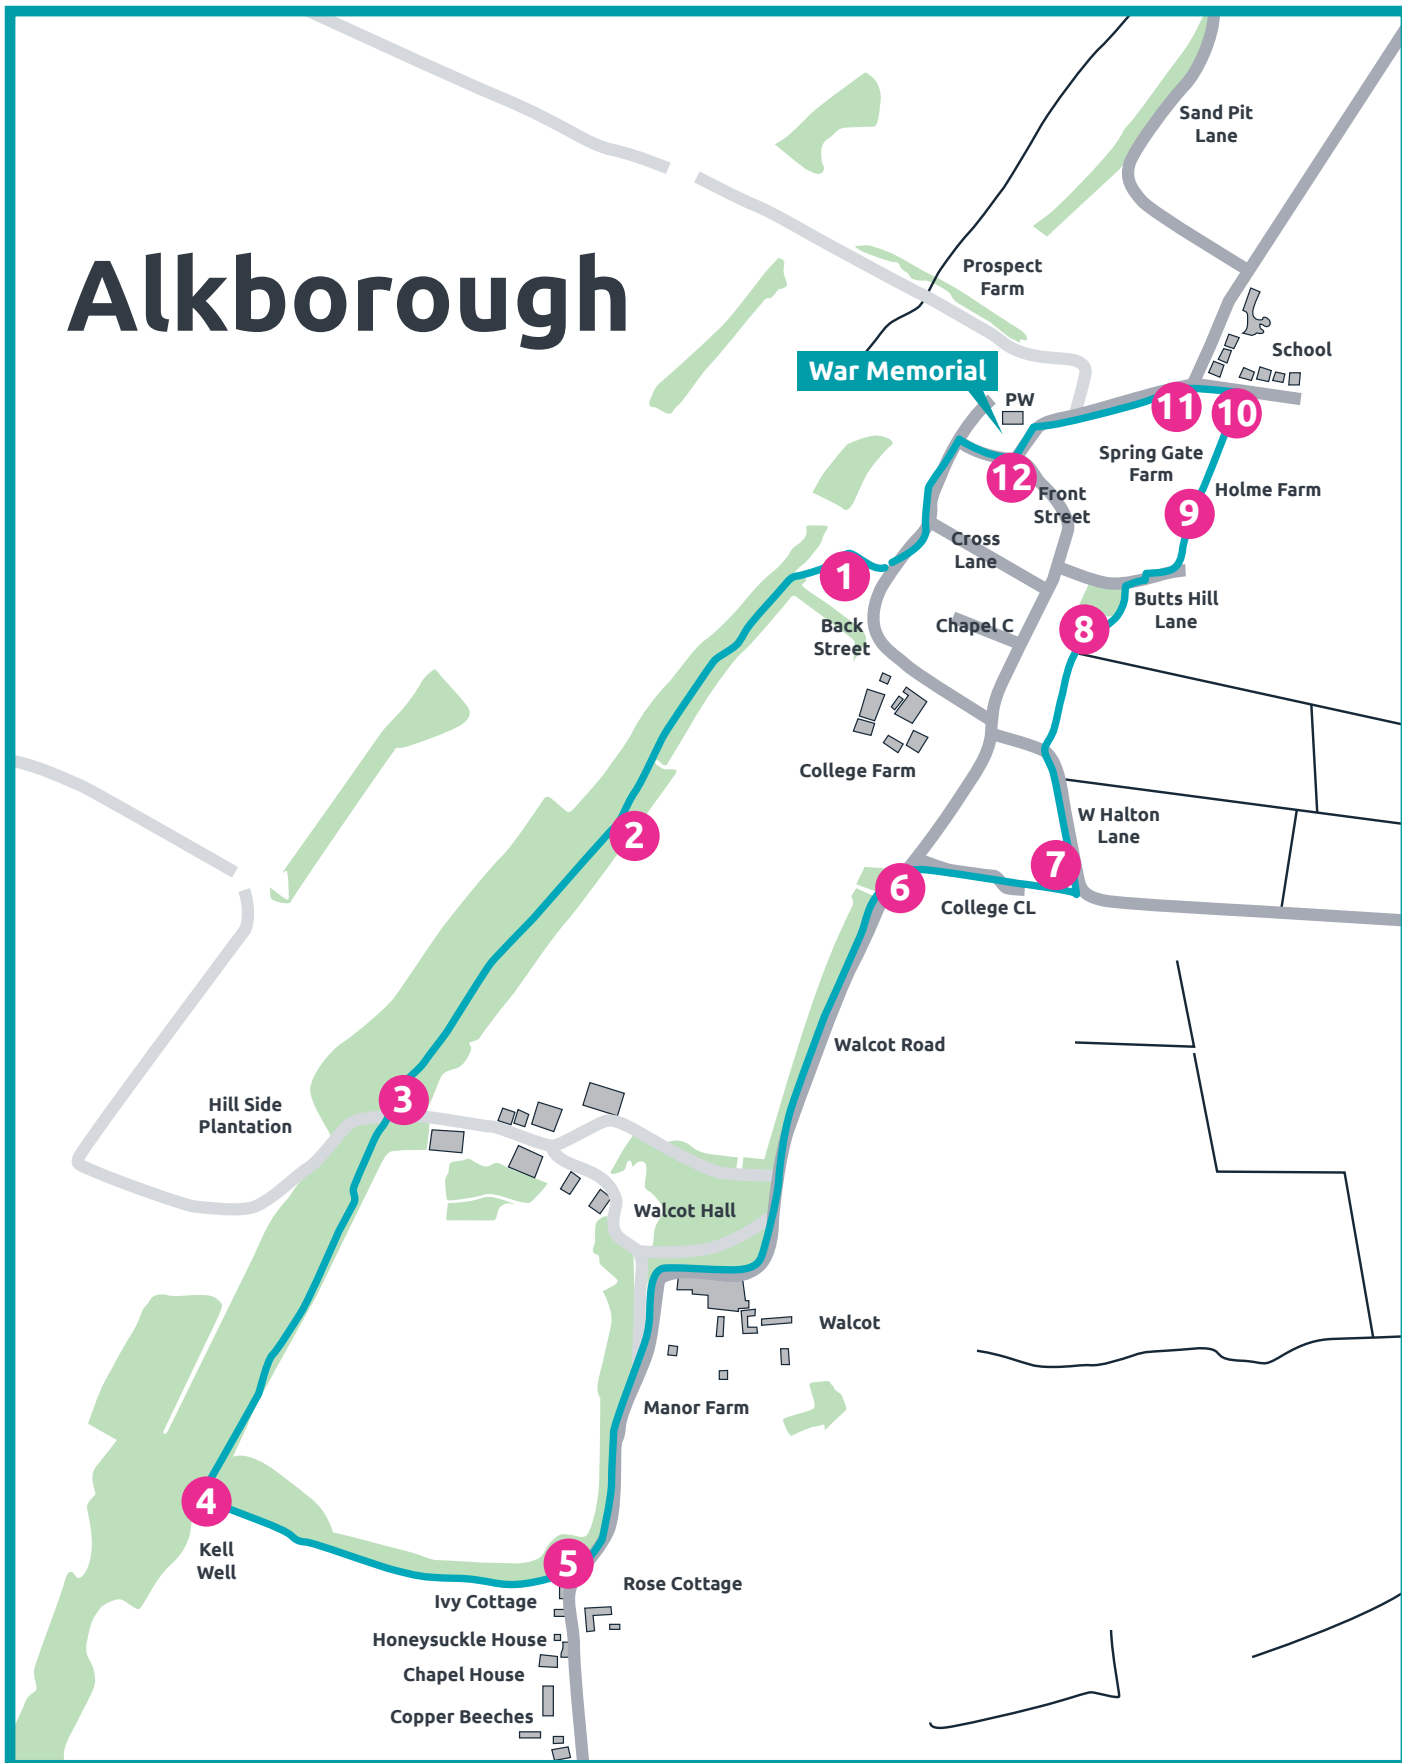 Sand Pit
Lane
Alkborough
Prospect
Farm
School
War Memorial
PW
11
10
Spring Gate
Farm
12
Front
Street
Holme Farm
9
Cross
Lane
1
Butts Hill
Lane
Back
Street
Chapel C
8
College Farm
2
W Halton
Lane
7
6
College CL
Walcot Road
3
Hill Side
Plantation
Walcot Hall
Walcot
Manor Farm
4
Kell
Well
5
Rose Cottage
Ivy Cottage
Honeysuckle House
Chapel House
Copper Beeches